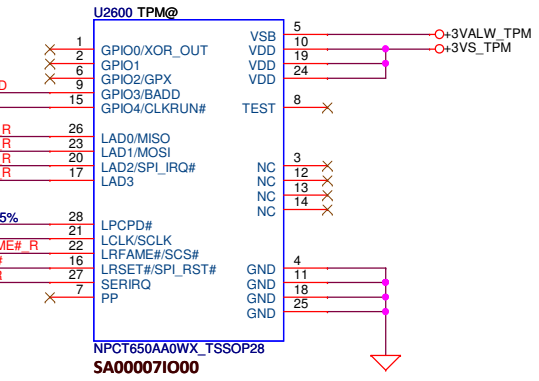 U2600 TPM@
1 GPIO0/XOR_OUT
2 GPIO1
6 GPIO2/GPX
D 9 GPIO3/BADD
15 GPIO4/CLKRUN#
R 26 LAD0/MISO
R 23 LAD1/MOSI
R 20 LAD2/SPI_IRQ#
R 17 LAD3
5% 28 LPCPD#
21 LCLK/SCLK
ME#_R 22 LRFAME#/SCS#
# 16 LRSET#/SPI_RST#
27 SERIRQ
7 PP
VSB 5 +3VALW_TPM
VDD 10 +3VS_TPM
VDD 19
VDD 24
TEST 8
NC 3
NC 12
NC 13
NC 14
GND 4
GND 11
GND 18
GND 25
NPCT650AA0WX_TSSOP28
SA00007IO00